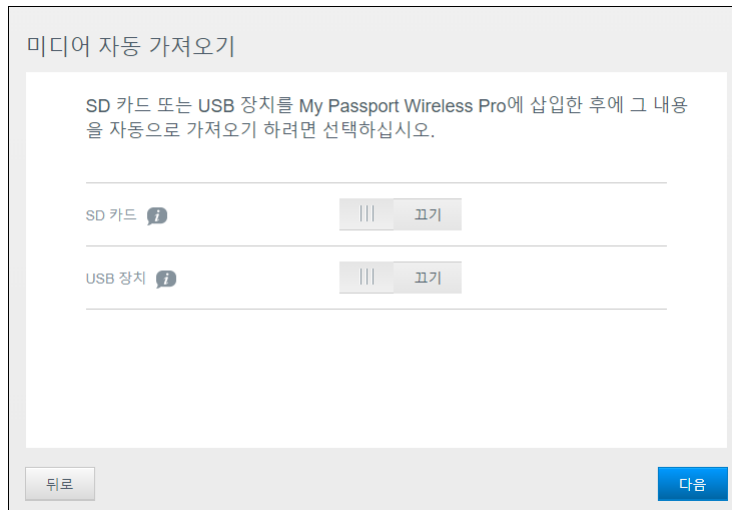 미디어 자동 가져오기
SD 카드 또는 USB 장치를 My Passport Wireless Pro에 삽입한 후에 그 내용
을 자동으로 가져오기 하려면 선택하십시오.
SD 카드
끄기
USB 장치
끄기
뒤로
다음